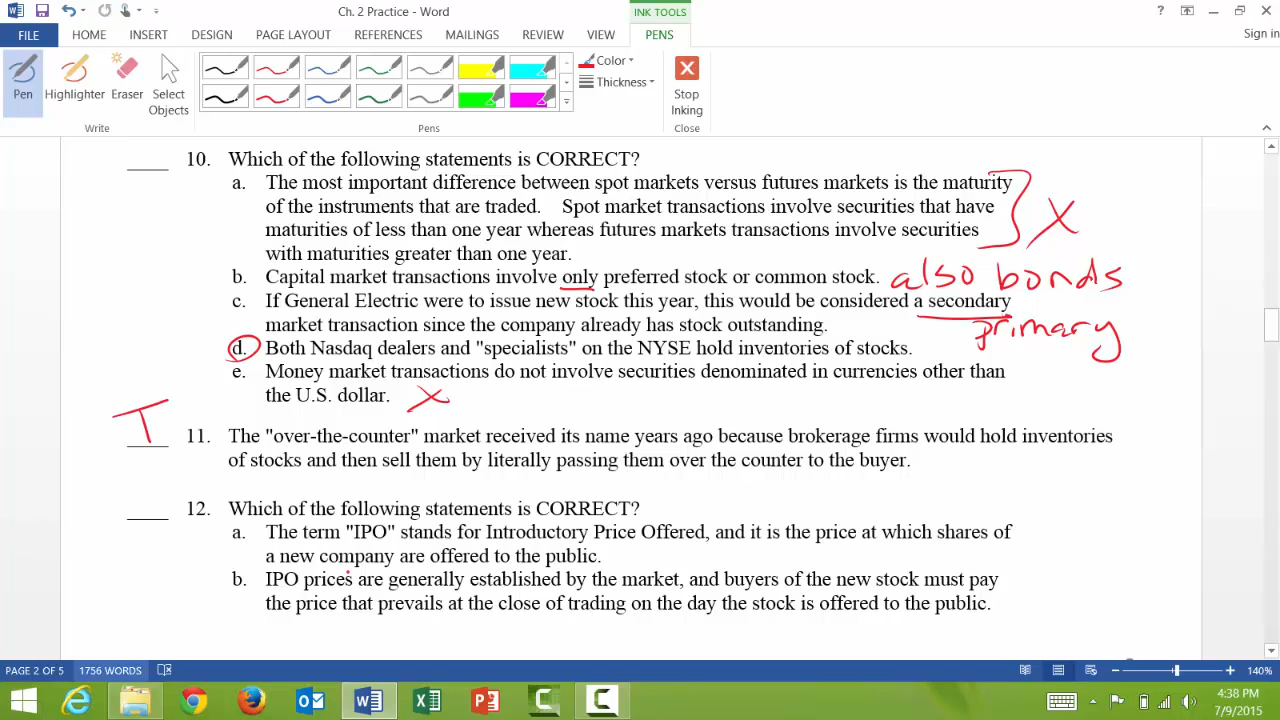 Ch. 2 Practice - Word
INK TOOLS
Sign in
FILE HOME INSERT DESIGN PAGE LAYOUT REFERENCES MAILINGS REVIEW VIEW PENS
Pen Highlighter Eraser Select Objects
Color
Thickness
Stop Inking
Write Pens Close
10. Which of the following statements is CORRECT?
a. The most important difference between spot markets versus futures markets is the maturity
of the instruments that are traded. Spot market transactions involve securities that have
maturities of less than one year whereas futures markets transactions involve securities
with maturities greater than one year.
X
b. Capital market transactions involve only preferred stock or common stock. also bonds
c. If General Electric were to issue new stock this year, this would be considered a secondary
market transaction since the company already has stock outstanding. primary
d. Both Nasdaq dealers and "specialists" on the NYSE hold inventories of stocks.
e. Money market transactions do not involve securities denominated in currencies other than
the U.S. dollar. X
T
11. The "over-the-counter" market received its name years ago because brokerage firms would hold inventories
of stocks and then sell them by literally passing them over the counter to the buyer.
12. Which of the following statements is CORRECT?
a. The term "IPO" stands for Introductory Price Offered, and it is the price at which shares of
a new company are offered to the public.
b. IPO prices are generally established by the market, and buyers of the new stock must pay
the price that prevails at the close of trading on the day the stock is offered to the public.
PAGE 2 OF 5 1756 WORDS 140%
4:38 PM
7/9/2015